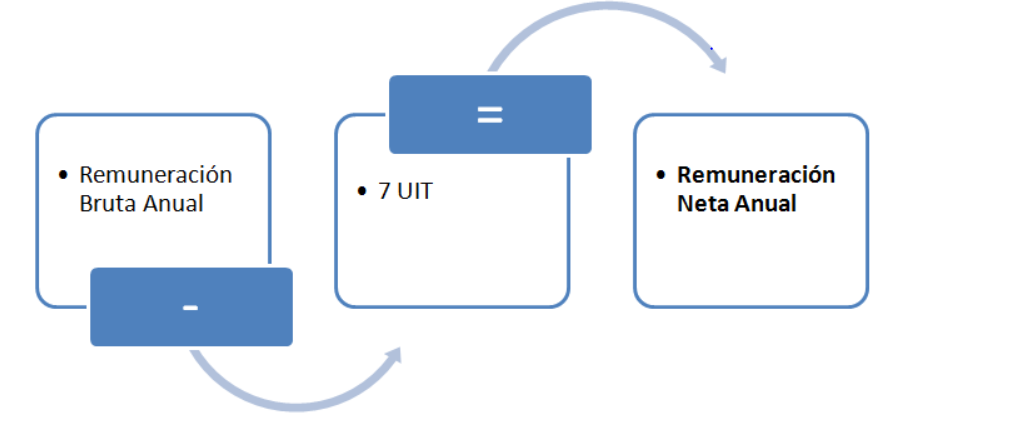 • Remuneración
Bruta Anual
-
• 7 UIT
=
• Remuneración
Neta Anual